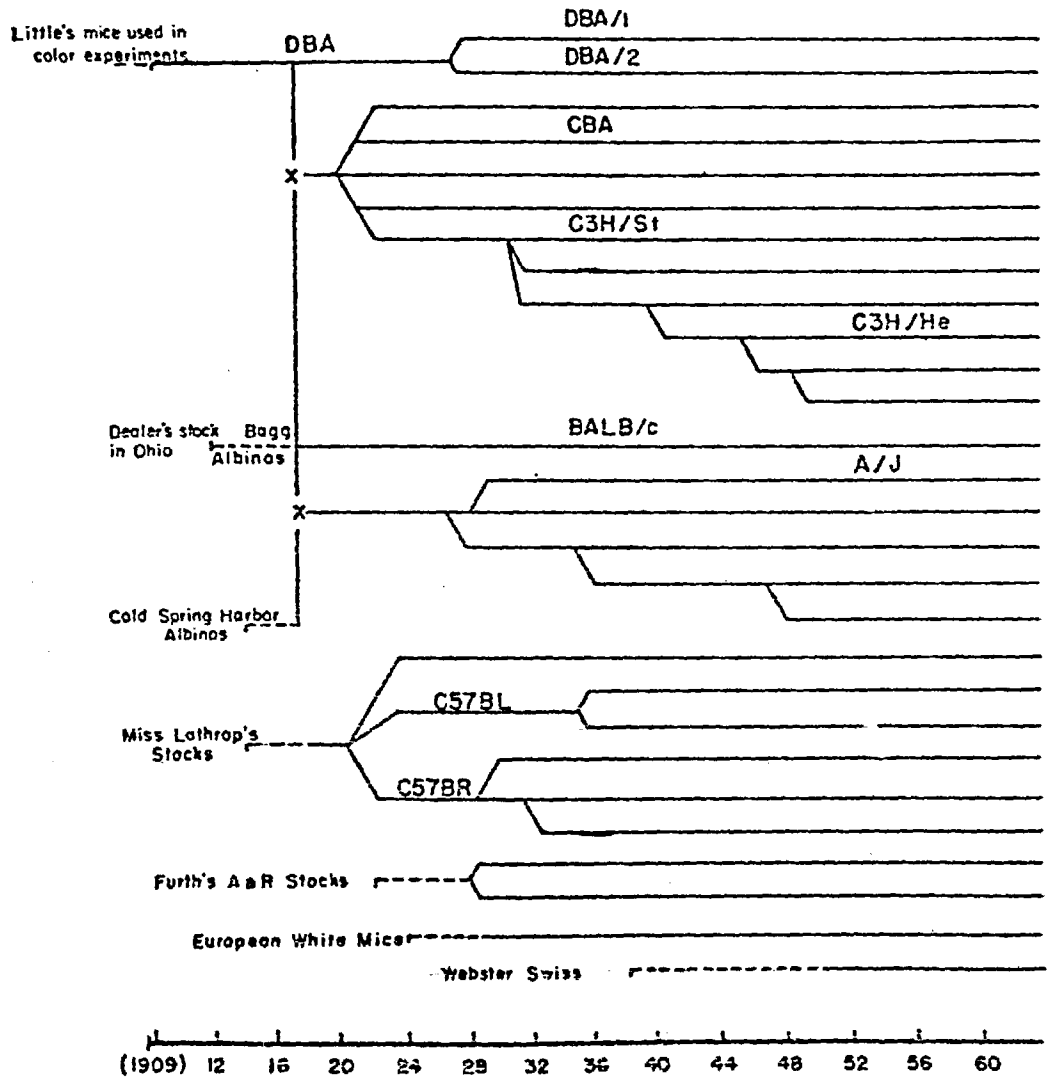 Little's mice used in
color experiments
DBA
DBA/1
DBA/2
CBA
x
C3H/St
C3H/He
Dealer's stock
in Ohio
Bagg
Albinos
BALB/c
A/J
x
Cold Spring Harbor
Albinos
C57BL
Miss Lathrop's
Stocks
C57BR
Furth's A & R Stocks
European White Mice
Webster Swiss
(1909) 12 16 20 24 28 32 36 40 44 48 52 56 60